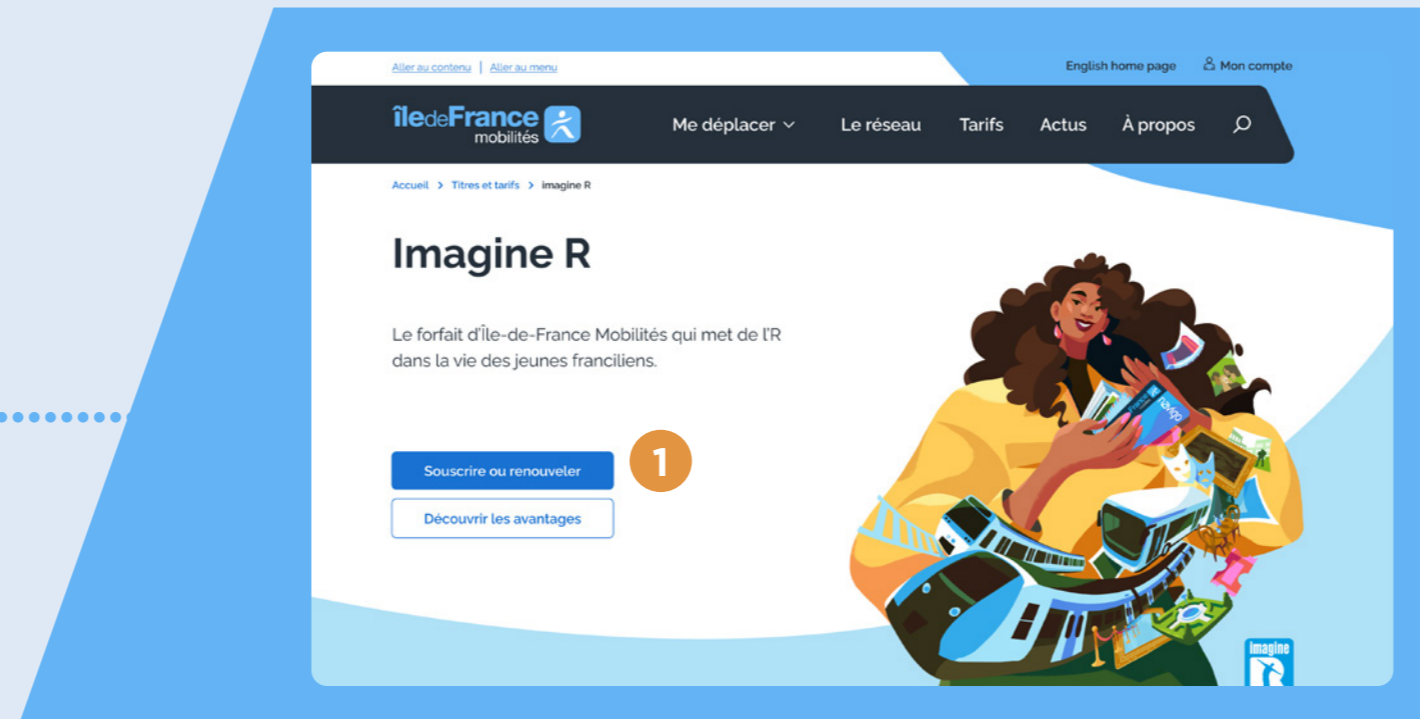 Aller au contenu | Aller au menu
English home page Mon compte
îledeFrance
mobilités
Me déplacer Le réseau Tarifs Actus À propos
Accueil > Titres et tarifs > imagine R
Imagine R
Le forfait d'Île-de-France Mobilités qui met de l'R
dans la vie des jeunes franciliens.
Souscrire ou renouveler
1
Découvrir les avantages
France
navigo
imagine
R